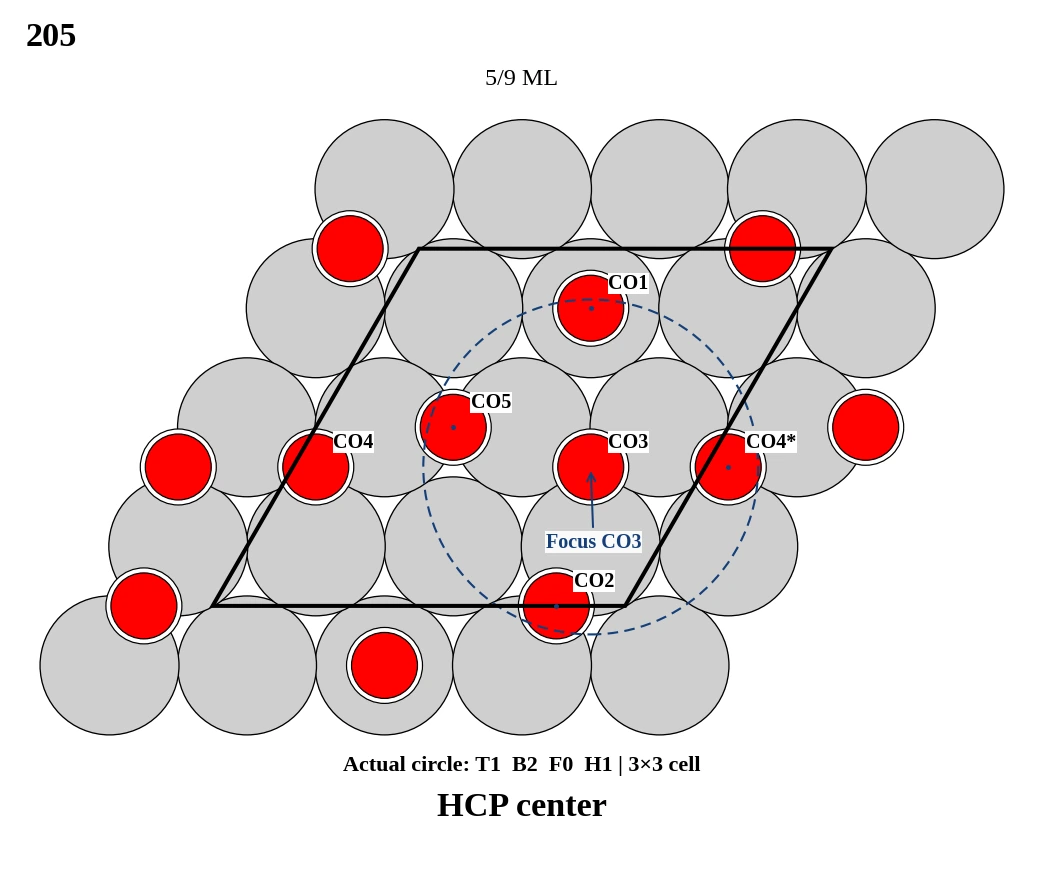 205
5/9 ML
CO1
CO5
CO4
CO3
CO4*
Focus CO3
CO2
Actual circle: T1 B2 F0 H1 | 3×3 cell
HCP center